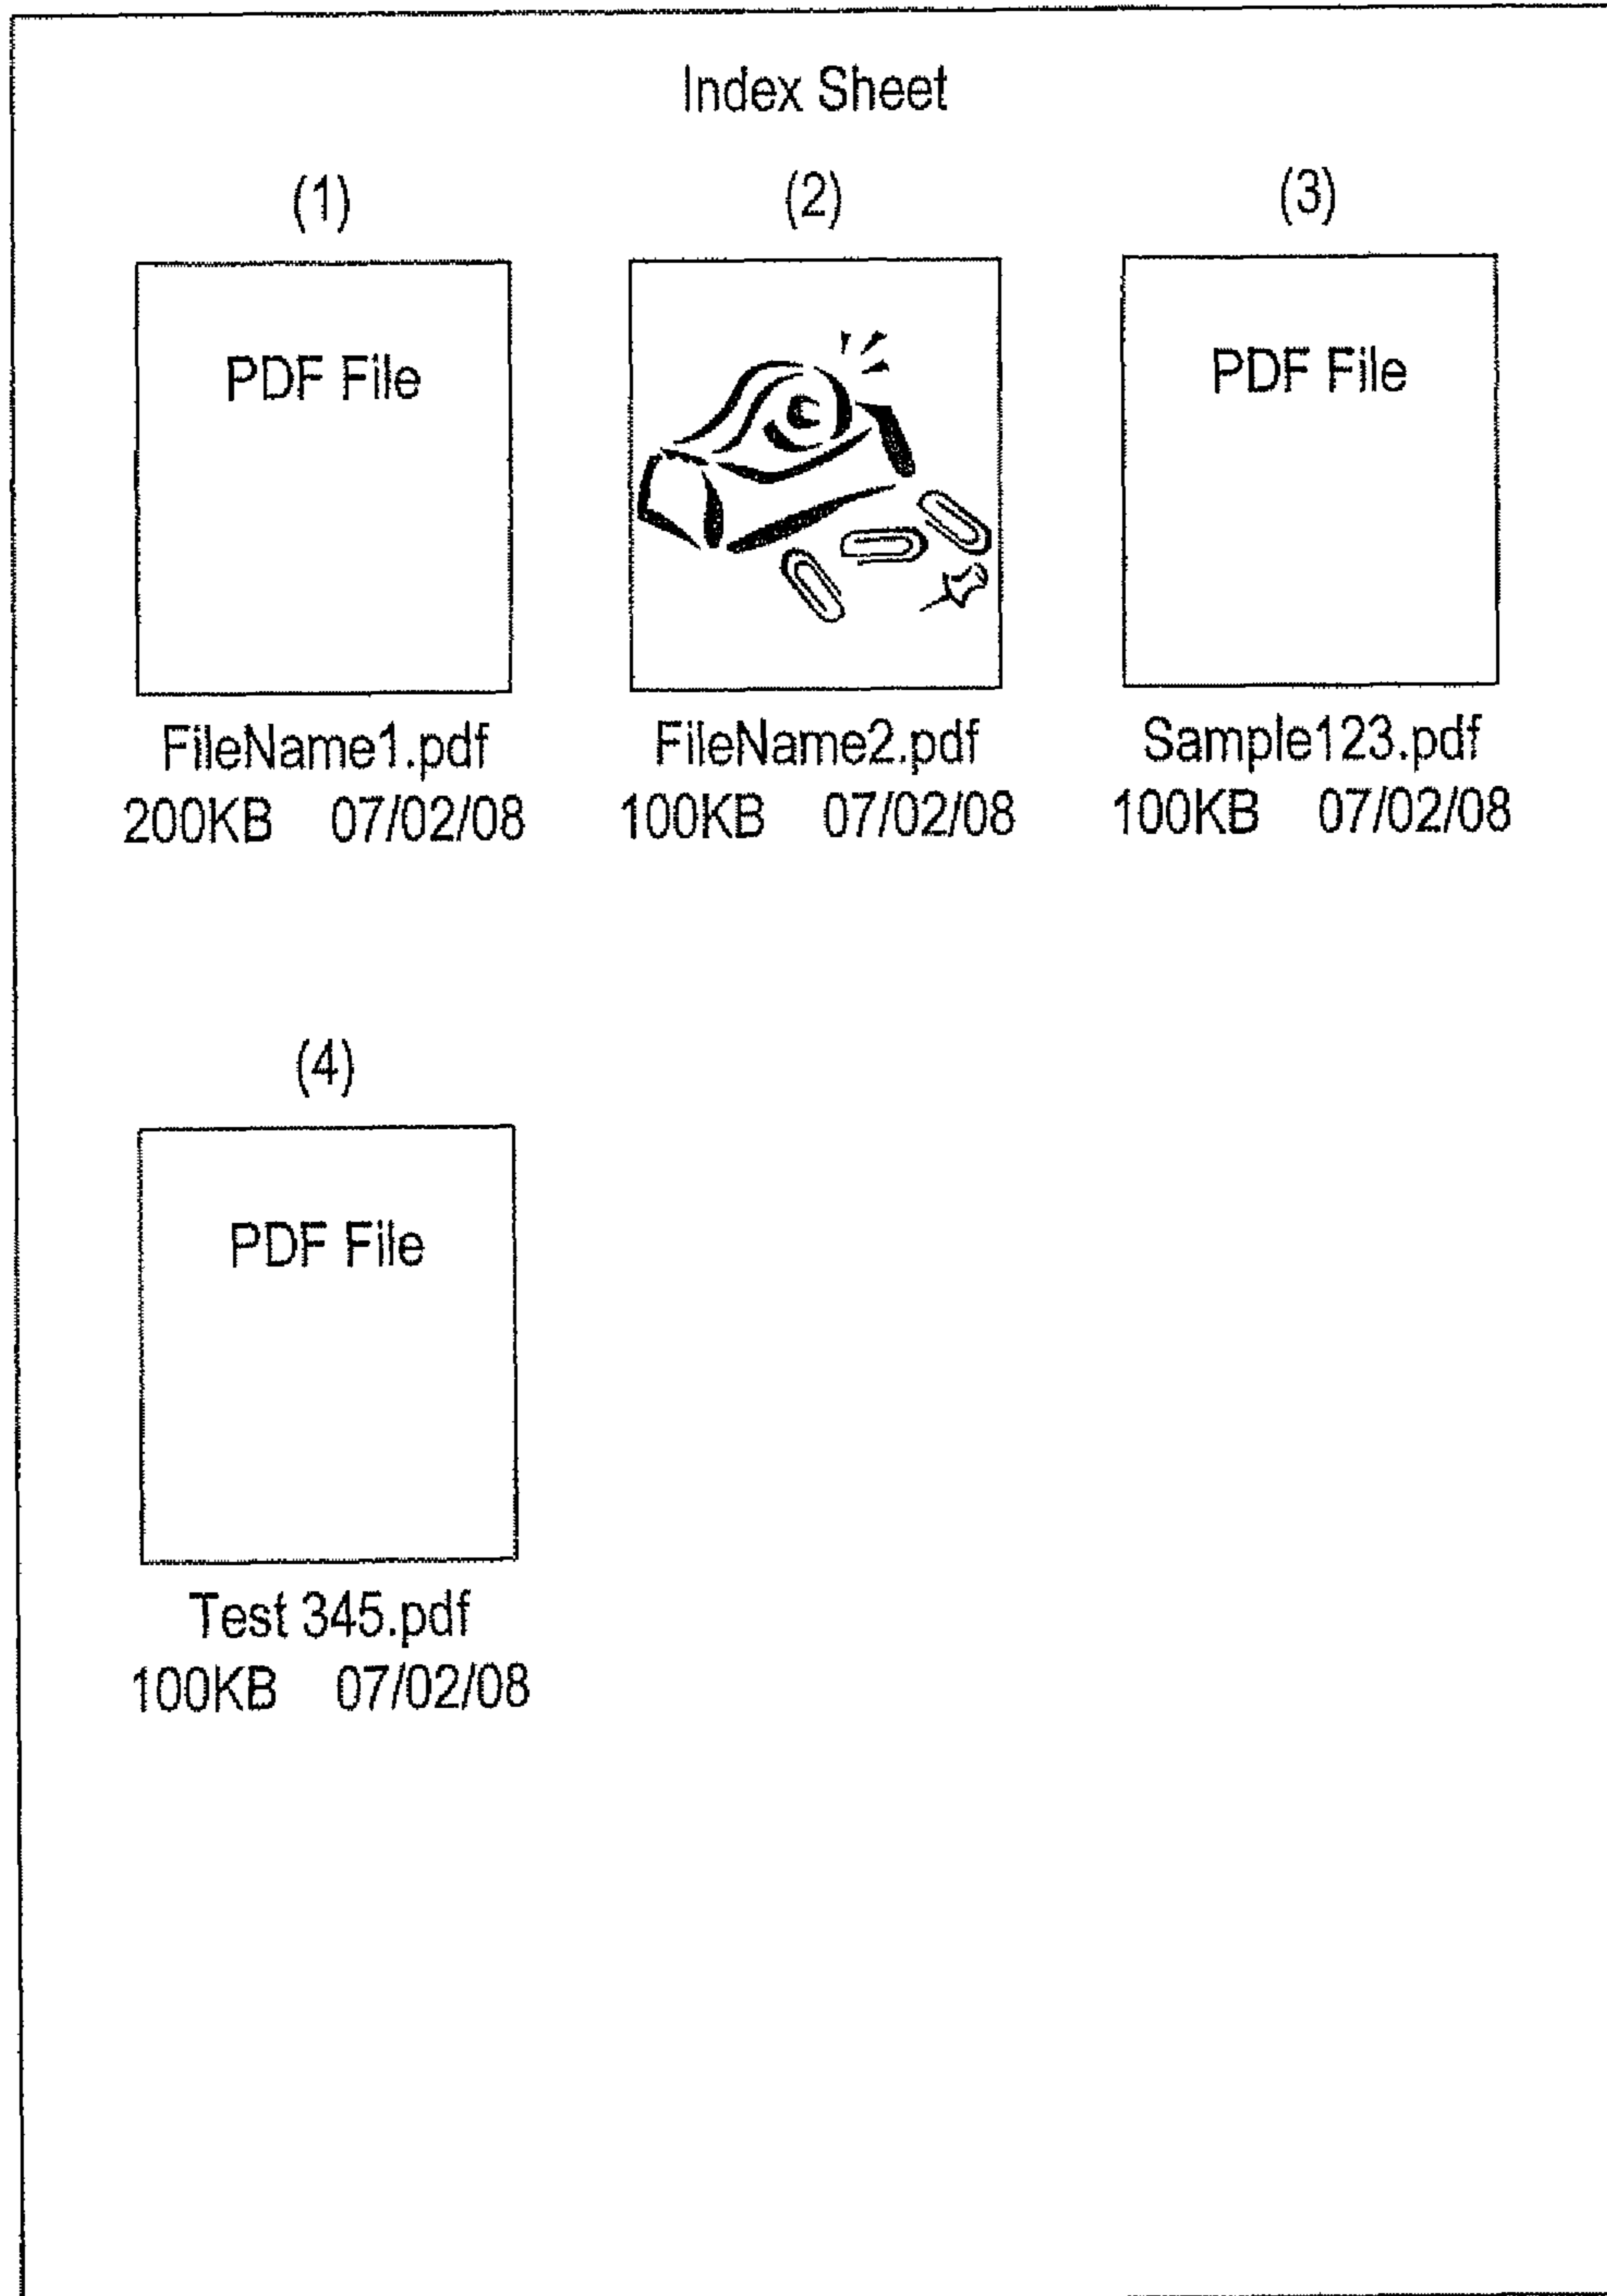 Index Sheet
(1) (2) (3)
PDF File PDF File
FileName1.pdf FileName2.pdf Sample123.pdf
200KB 07/02/08 100KB 07/02/08 100KB 07/02/08
(4)
PDF File
Test 345.pdf
100KB 07/02/08